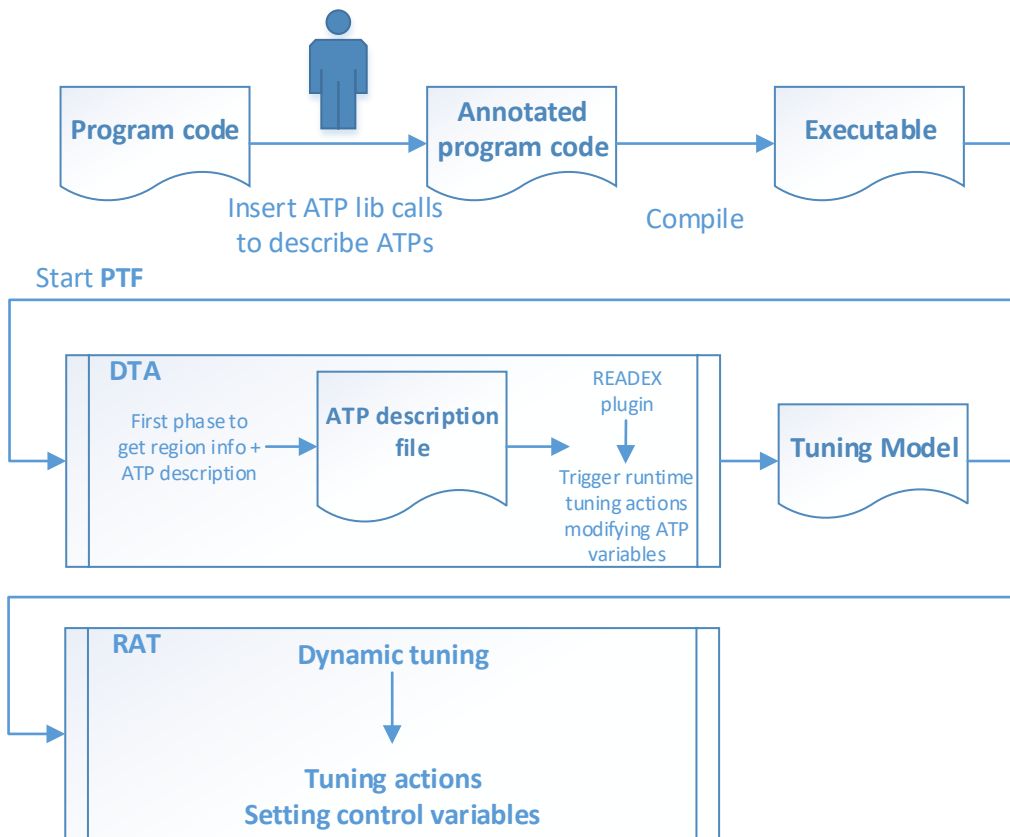 Program code
Annotated
program code
Executable
Insert ATP lib calls
to describe ATPs
Compile
Start PTF
DTA
First phase to
get region info +
ATP description
ATP description
file
READEX
plugin
Trigger runtime
tuning actions
modifying ATP
variables
Tuning Model
RAT
Dynamic tuning
Tuning actions
Setting control variables